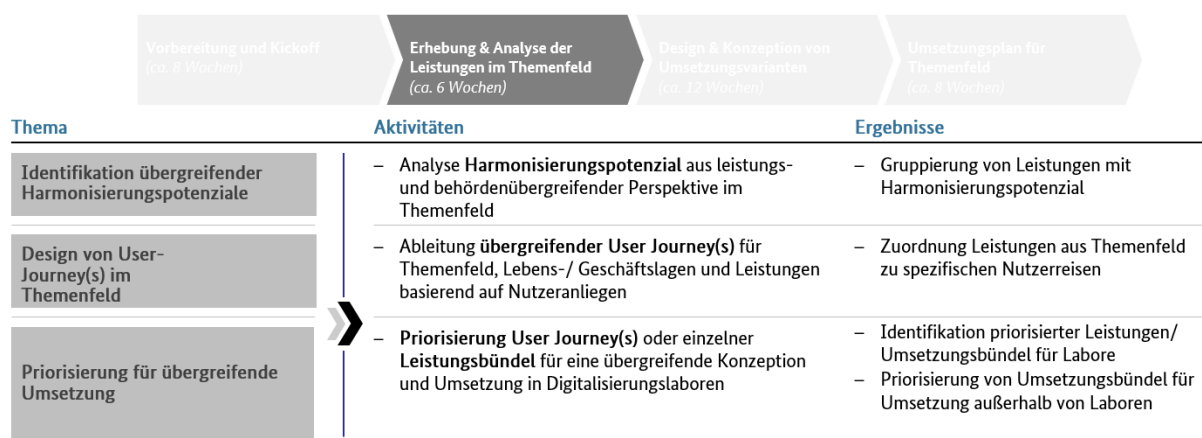 Vorbereitung und Kickoff
(ca. 8 Wochen)
Erhebung & Analyse der
Leistungen im Themenfeld
(ca. 6 Wochen)
Design & Konzeption von
Umsetzungsvarianten
(ca. 12 Wochen)
Umsetzungsplan für
Themenfeld
(ca. 8 Wochen)
Thema
Aktivitäten
Ergebnisse
Identifikation übergreifender
Harmonisierungspotenziale
– Analyse Harmonisierungspotenzial aus leistungs-
und behördenübergreifender Perspektive im
Themenfeld
– Gruppierung von Leistungen mit
Harmonisierungspotenzial
Design von User-
Journey(s) im
Themenfeld
– Ableitung übergreifender User Journey(s) für
Themenfeld, Lebens-/ Geschäftslagen und Leistungen
basierend auf Nutzeranliegen
– Zuordnung Leistungen aus Themenfeld
zu spezifischen Nutzerreisen
Priorisierung für übergreifende
Umsetzung
– Priorisierung User Journey(s) oder einzelner
Leistungsbündel für eine übergreifende Konzeption
und Umsetzung in Digitalisierungslaboren
– Identifikation priorisierter Leistungen/
Umsetzungsbündel für Labore
– Priorisierung von Umsetzungsbündel für
Umsetzung außerhalb von Laboren